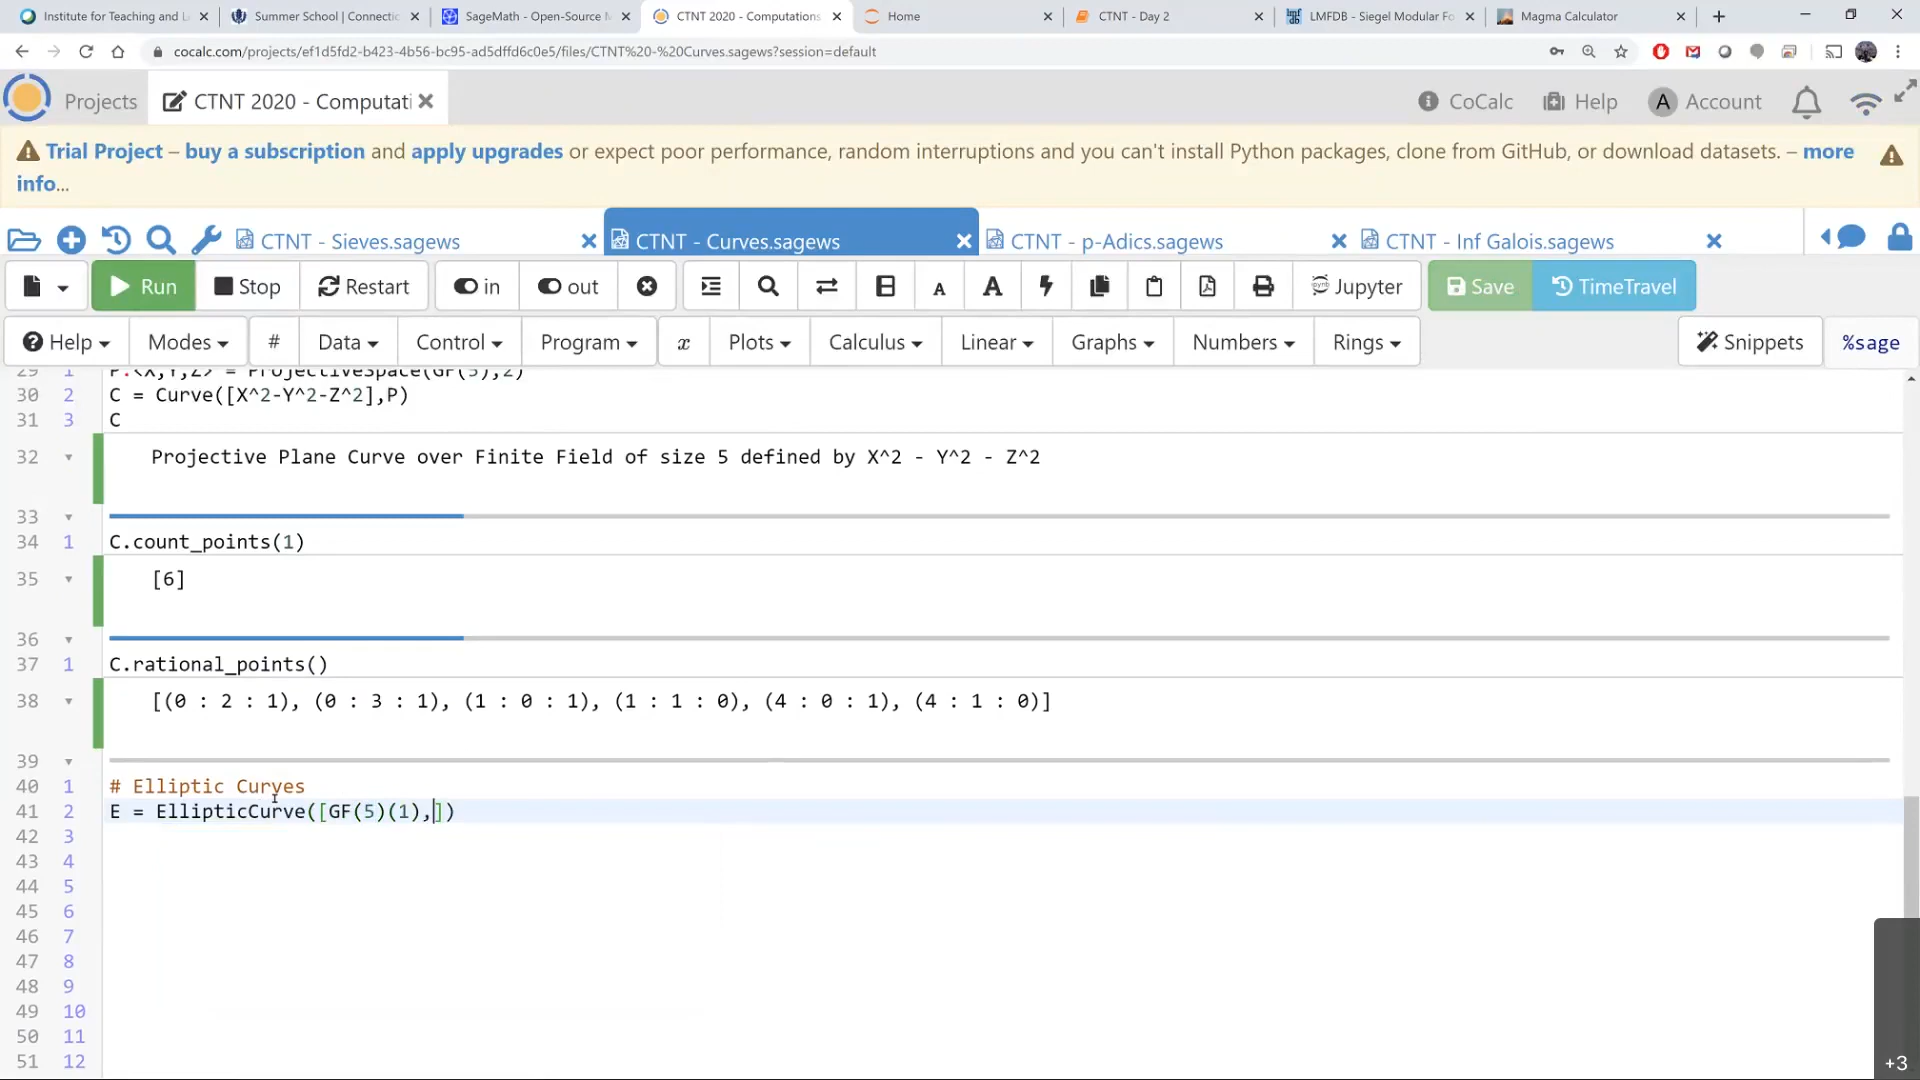 Institute for Teaching and L
Summer School | Connectic
SageMath - Open-Source M
CTNT 2020 - Computations
Home
CTNT - Day 2
LMFDB - Siegel Modular Fo
Magma Calculator
cocalc.com/projects/ef1d5fd2-b423-4b56-bc95-ad5dffd6c0e5/files/CTNT%20-%20Curves.sagews?session=default
Projects
CTNT 2020 - Computati
CoCalc
Help
A Account
Trial Project – buy a subscription and apply upgrades or expect poor performance, random interruptions and you can't install Python packages, clone from GitHub, or download datasets. – more
info...
CTNT - Sieves.sagews
CTNT - Curves.sagews
CTNT - p-Adics.sagews
CTNT - Inf Galois.sagews
Run Stop Restart in out A A Jupyter Save TimeTravel
Help Modes # Data Control Program x Plots Calculus Linear Graphs Numbers Rings Snippets %sage
29 1 P.<X,Y,Z> = ProjectiveSpace(GF(5),2)
30 2 C = Curve([X^2-Y^2-Z^2],P)
31 3 C
32 Projective Plane Curve over Finite Field of size 5 defined by X^2 - Y^2 - Z^2
33
34 1 C.count_points(1)
35 [6]
36
37 1 C.rational_points()
38 [(0 : 2 : 1), (0 : 3 : 1), (1 : 0 : 1), (1 : 1 : 0), (4 : 0 : 1), (4 : 1 : 0)]
39
40 1 # Elliptic Curves
41 2 E = EllipticCurve([GF(5)(1),])
42 3
43 4
44 5
45 6
46 7
47 8
48 9
49 10
50 11
51 12
+3